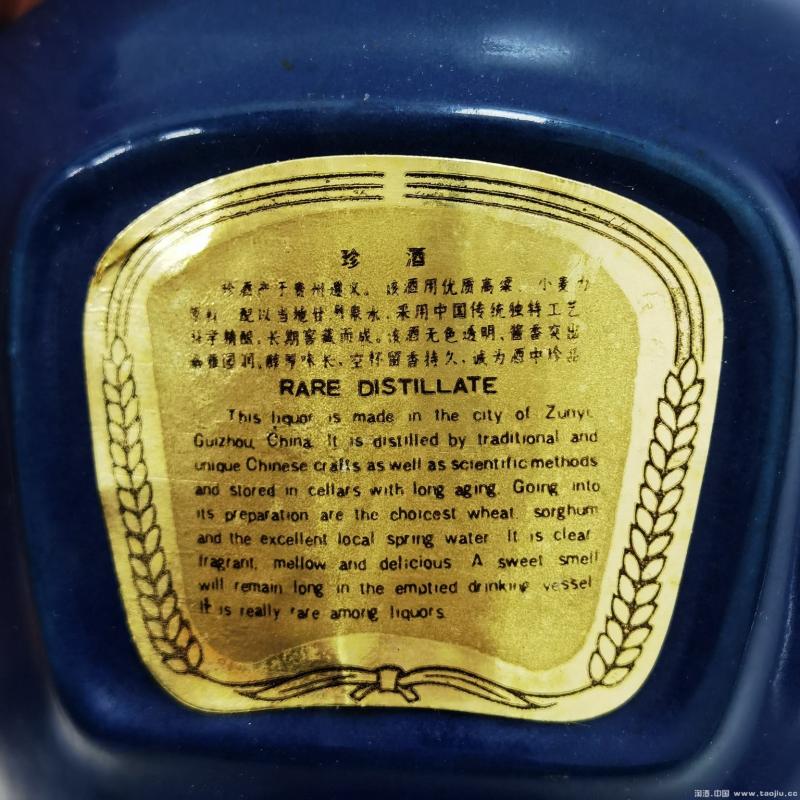 珍 酒
珍酒产于贵州遵义。该酒用优质高粱、小麦为
原料 配以当地甘冽泉水,采用中国传统独特工艺
科学精酿,长期窖藏而成。该酒无色透明,酱香突出
幽雅圆润,醇厚味长,空杯留香持久,诚为酒中珍品
RARE DISTILLATE
This liquor is made in the city of Zunyi,
Guizhou, China. It is distilled by traditional and
unique Chinese crafts as well as scientific methods
and stored in cellars with long aging. Going into
its preparation are the choicest wheat, sorghum
and the excellent local spring water. It is clear
fragrant, mellow and delicious. A sweet smell
will remain long in the emptied drinking vessel
It is really rare among liquors.
淘酒.中国 www.taojiu.cc